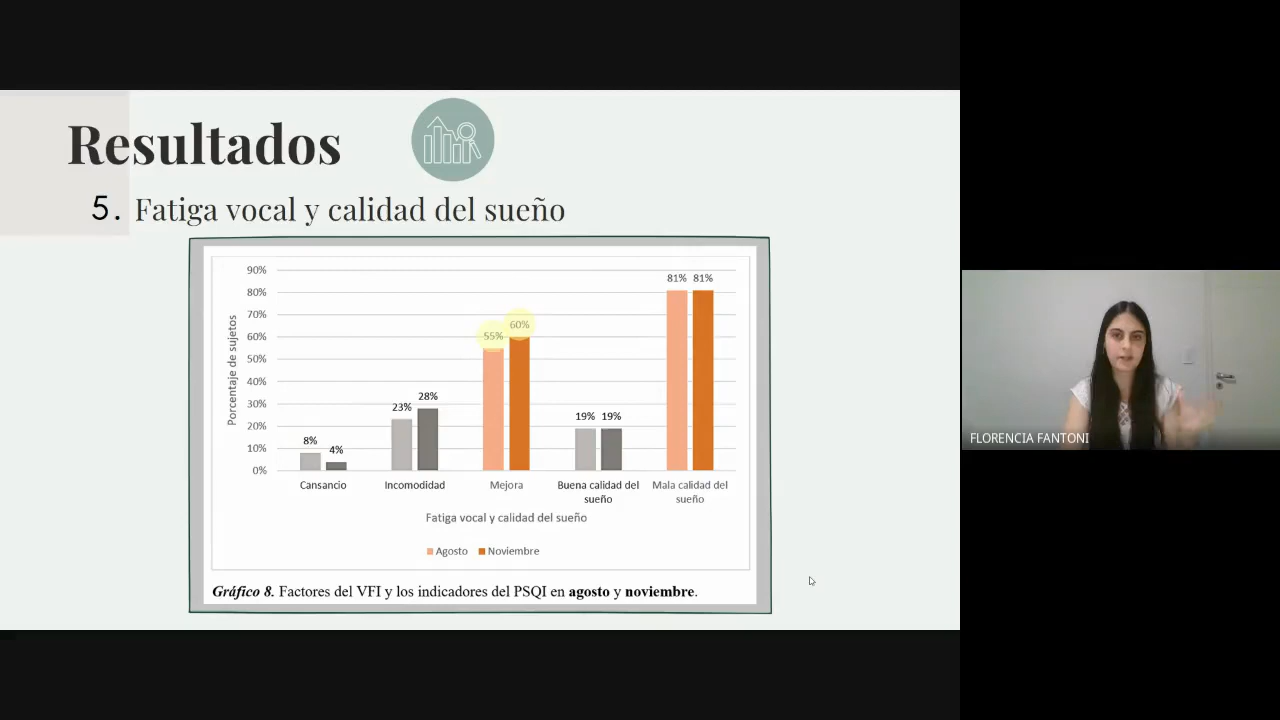 Resultados
5. Fatiga vocal y calidad del sueño
90%
80%
70%
60%
50%
40%
30%
20%
10%
0%
Porcentaje de sujetos
8%
4%
23%
28%
55%
60%
19%
19%
81%
81%
Cansancio
Incomodidad
Mejora
Buena calidad del
sueño
Mala calidad del
sueño
Fatiga vocal y calidad del sueño
Agosto
Noviembre
Gráfico 8. Factores del VFI y los indicadores del PSQI en agosto y noviembre.
FLORENCIA FANTONI